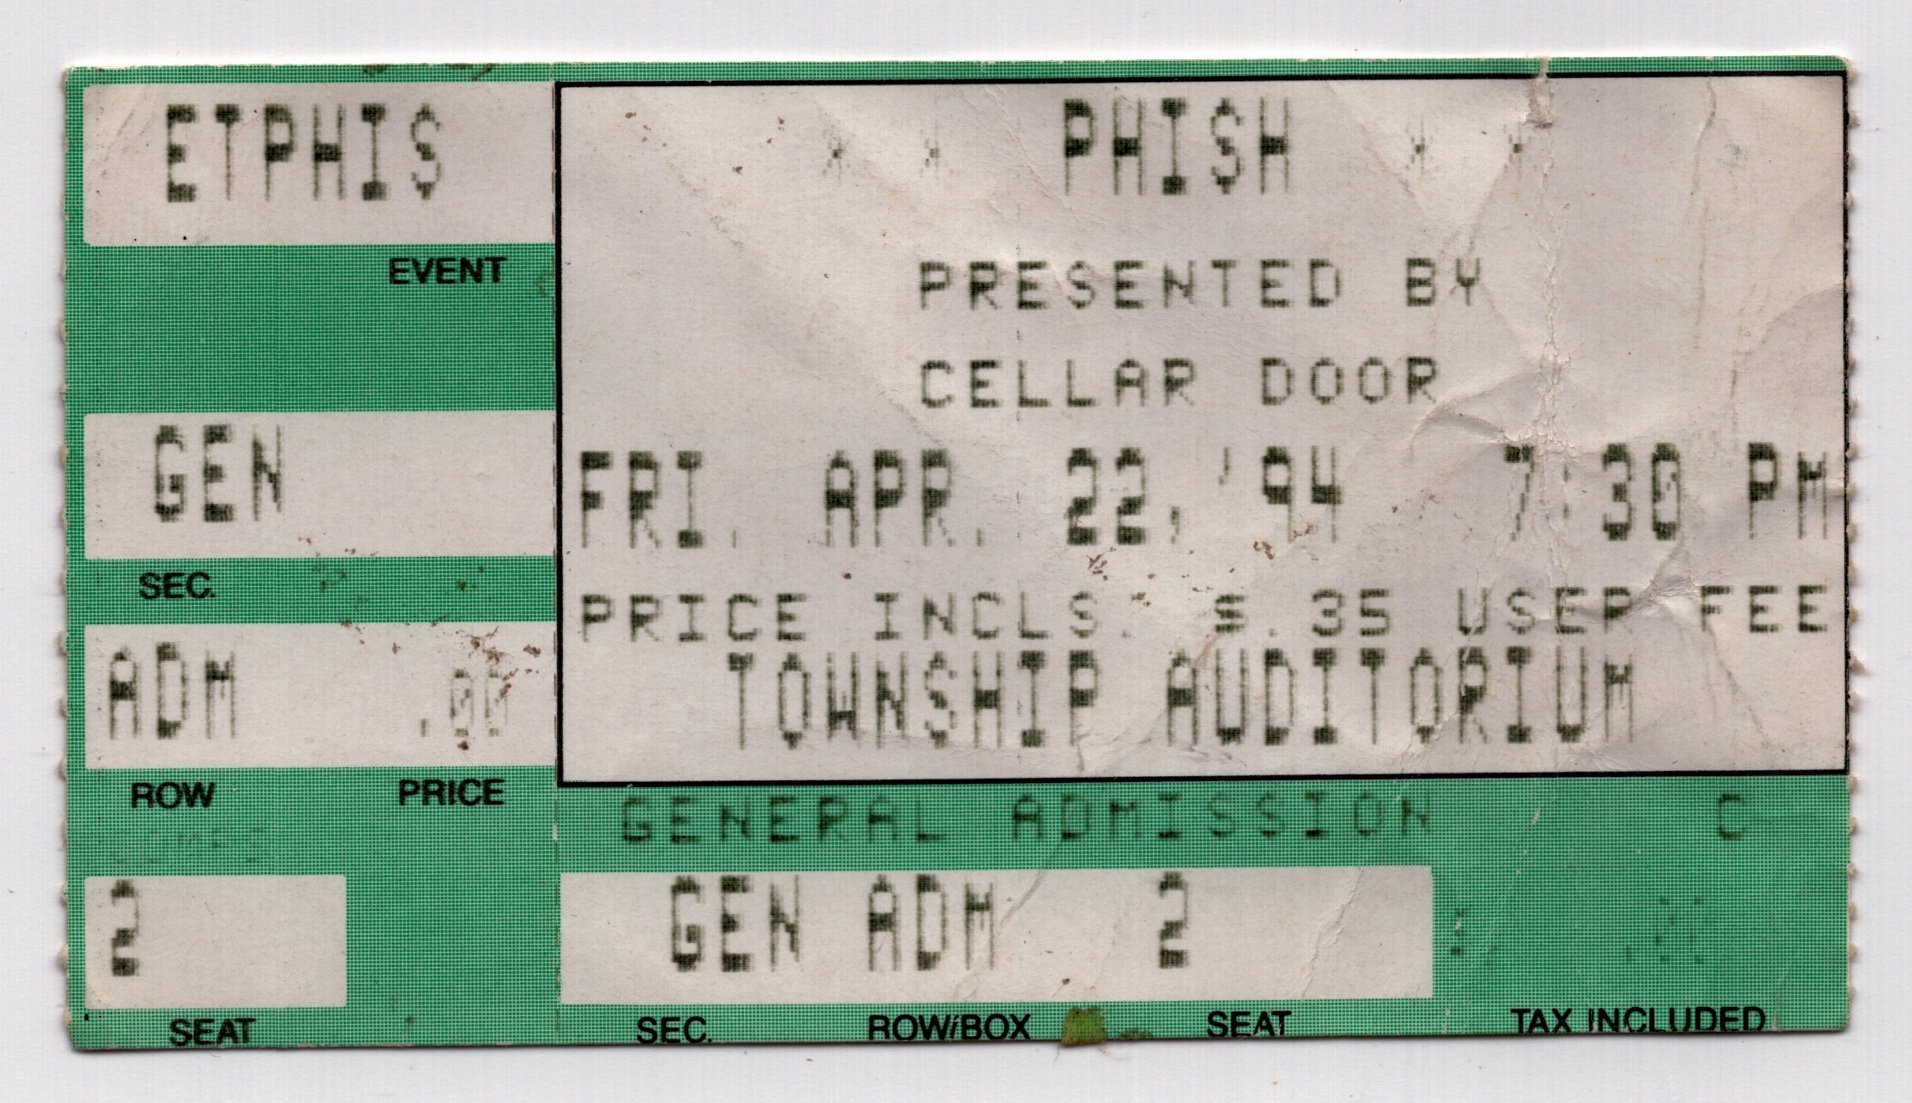 ETPHIS
EVENT
GEN
SEC.
ADM .00
ROW PRICE
2
SEAT
* * PHISH * *
PRESENTED BY
CELLAR DOOR
FRI. APR. 22, '94 7:30 PM
PRICE INCLS. $.35 USER FEE
TOWNSHIP AUDITORIUM
GENERAL ADMISSION C
GEN ADM 2 .00
SEC. ROW/BOX SEAT TAX INCLUDED